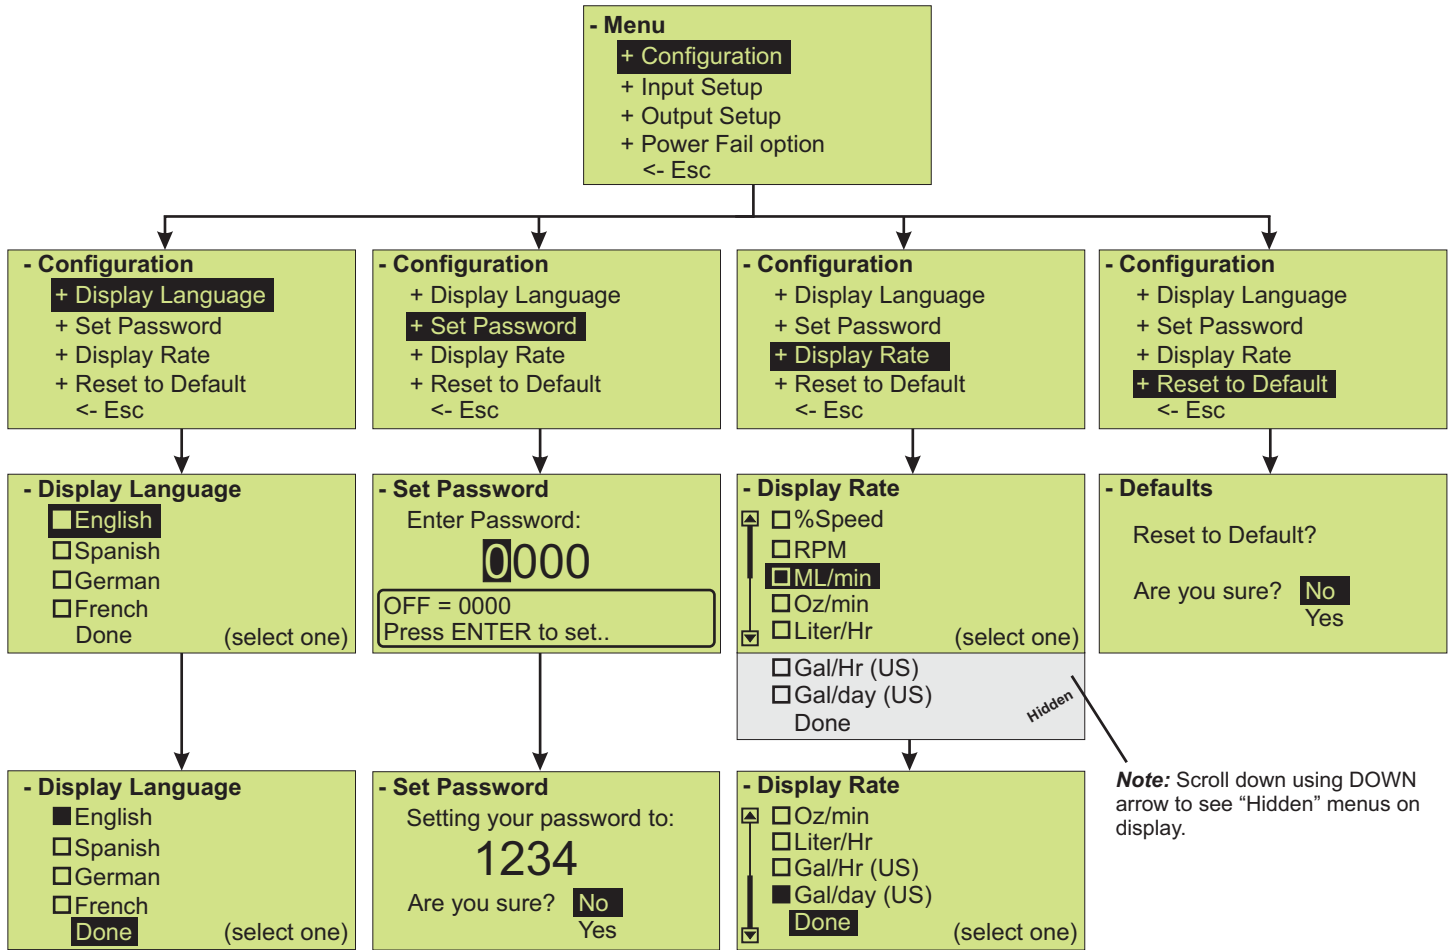 - Menu
+ Configuration
+ Input Setup
+ Output Setup
+ Power Fail option
<- Esc
- Configuration
+ Display Language
+ Set Password
+ Display Rate
+ Reset to Default
<- Esc
- Configuration
+ Display Language
+ Set Password
+ Display Rate
+ Reset to Default
<- Esc
- Configuration
+ Display Language
+ Set Password
+ Display Rate
+ Reset to Default
<- Esc
- Configuration
+ Display Language
+ Set Password
+ Display Rate
+ Reset to Default
<- Esc
- Display Language
English
Spanish
German
French
Done (select one)
- Set Password
Enter Password:
0000
OFF = 0000
Press ENTER to set..
- Display Rate
%Speed
RPM
ML/min
Oz/min
Liter/Hr (select one)
Gal/Hr (US)
Gal/day (US)
Done
Hidden
- Defaults
Reset to Default?
Are you sure? No
Yes
Note: Scroll down using DOWN
arrow to see “Hidden” menus on
display.
- Display Language
English
Spanish
German
French
Done (select one)
- Set Password
Setting your password to:
1234
Are you sure? No
Yes
- Display Rate
Oz/min
Liter/Hr
Gal/Hr (US)
Gal/day (US)
Done (select one)